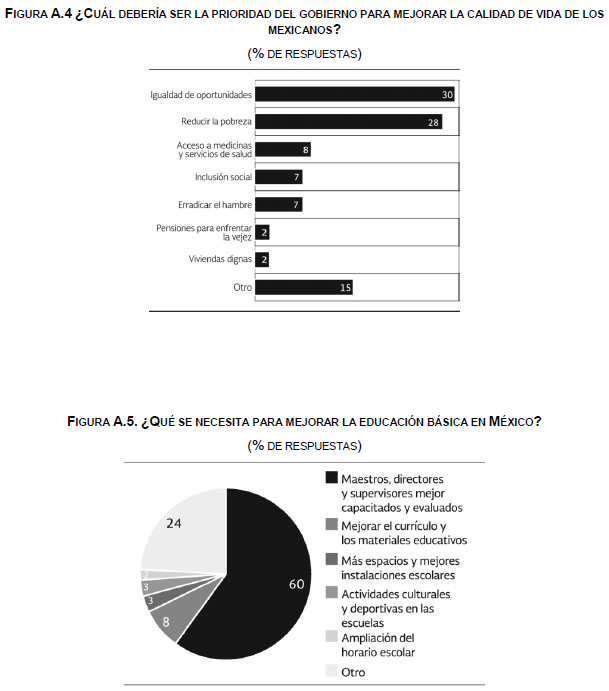 FIGURA A.4 ¿CUÁL DEBERÍA SER LA PRIORIDAD DEL GOBIERNO PARA MEJORAR LA CALIDAD DE VIDA DE LOS
MEXICANOS?
(% DE RESPUESTAS)
Igualdad de oportunidades 30
Reducir la pobreza 28
Acceso a medicinas
y servicios de salud 8
Inclusión social 7
Erradicar el hambre 7
Pensiones para enfrentar
la vejez 2
Viviendas dignas 2
Otro 15
FIGURA A.5. ¿QUÉ SE NECESITA PARA MEJORAR LA EDUCACIÓN BÁSICA EN MÉXICO?
(% DE RESPUESTAS)
24
2
3
3
8
60
Maestros, directores
y supervisores mejor
capacitados y evaluados
Mejorar el currículo y
los materiales educativos
Más espacios y mejores
instalaciones escolares
Actividades culturales
y deportivas en las
escuelas
Ampliación del
horario escolar
Otro